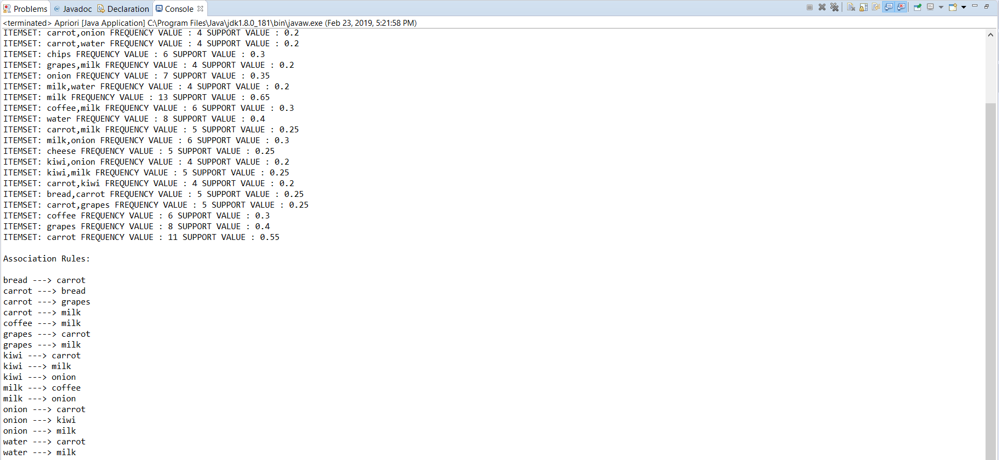 Problems @ Javadoc Declaration Console
<terminated> Apriori [Java Application] C:\Program Files\Java\jdk1.8.0_181\bin\javaw.exe (Feb 23, 2019, 5:21:58 PM)
ITEMSET: carrot,onion FREQUENCY VALUE : 4 SUPPORT VALUE : 0.2
ITEMSET: carrot,water FREQUENCY VALUE : 4 SUPPORT VALUE : 0.2
ITEMSET: chips FREQUENCY VALUE : 6 SUPPORT VALUE : 0.3
ITEMSET: grapes,milk FREQUENCY VALUE : 4 SUPPORT VALUE : 0.2
ITEMSET: onion FREQUENCY VALUE : 7 SUPPORT VALUE : 0.35
ITEMSET: milk,water FREQUENCY VALUE : 4 SUPPORT VALUE : 0.2
ITEMSET: milk FREQUENCY VALUE : 13 SUPPORT VALUE : 0.65
ITEMSET: coffee,milk FREQUENCY VALUE : 6 SUPPORT VALUE : 0.3
ITEMSET: water FREQUENCY VALUE : 8 SUPPORT VALUE : 0.4
ITEMSET: carrot,milk FREQUENCY VALUE : 5 SUPPORT VALUE : 0.25
ITEMSET: milk,onion FREQUENCY VALUE : 6 SUPPORT VALUE : 0.3
ITEMSET: cheese FREQUENCY VALUE : 5 SUPPORT VALUE : 0.25
ITEMSET: kiwi,onion FREQUENCY VALUE : 4 SUPPORT VALUE : 0.2
ITEMSET: kiwi,milk FREQUENCY VALUE : 5 SUPPORT VALUE : 0.25
ITEMSET: carrot,kiwi FREQUENCY VALUE : 4 SUPPORT VALUE : 0.2
ITEMSET: bread,carrot FREQUENCY VALUE : 5 SUPPORT VALUE : 0.25
ITEMSET: carrot,grapes FREQUENCY VALUE : 5 SUPPORT VALUE : 0.25
ITEMSET: coffee FREQUENCY VALUE : 6 SUPPORT VALUE : 0.3
ITEMSET: grapes FREQUENCY VALUE : 8 SUPPORT VALUE : 0.4
ITEMSET: carrot FREQUENCY VALUE : 11 SUPPORT VALUE : 0.55
Association Rules:
bread ---> carrot
carrot ---> bread
carrot ---> grapes
carrot ---> milk
coffee ---> milk
grapes ---> carrot
grapes ---> milk
kiwi ---> carrot
kiwi ---> milk
kiwi ---> onion
milk ---> coffee
milk ---> onion
onion ---> carrot
onion ---> kiwi
onion ---> milk
water ---> carrot
water ---> milk